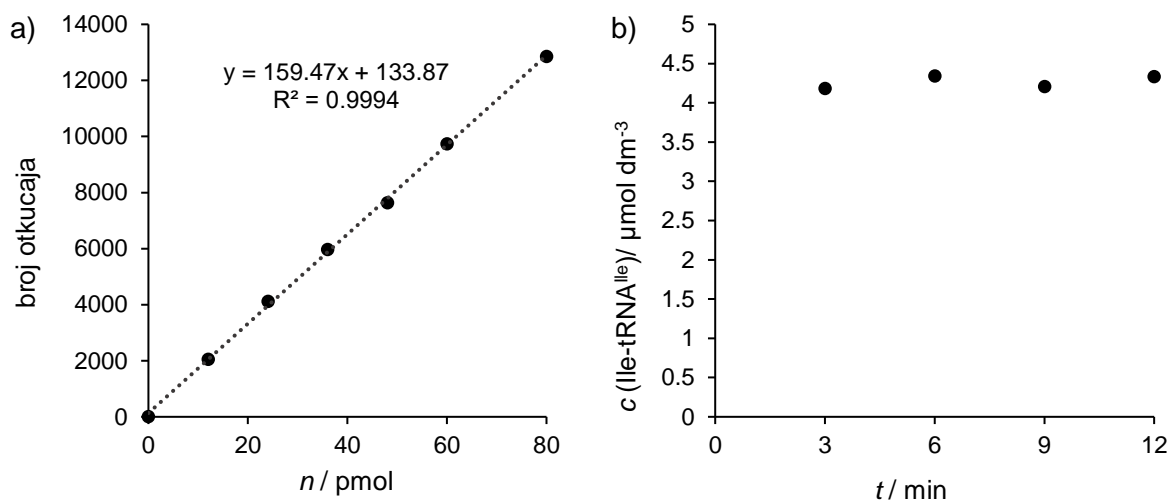 a)
y = 159.47x + 133.87
R² = 0.9994
broj otkucaja
14000
12000
10000
8000
6000
4000
2000
0
0 20 40 60 80
n / pmol
b)
c (Ile-tRNAᴵˡᵉ)/ µmol dm⁻³
5
4.5
4
3.5
3
2.5
2
1.5
1
0.5
0
0 3 6 9 12
t / min